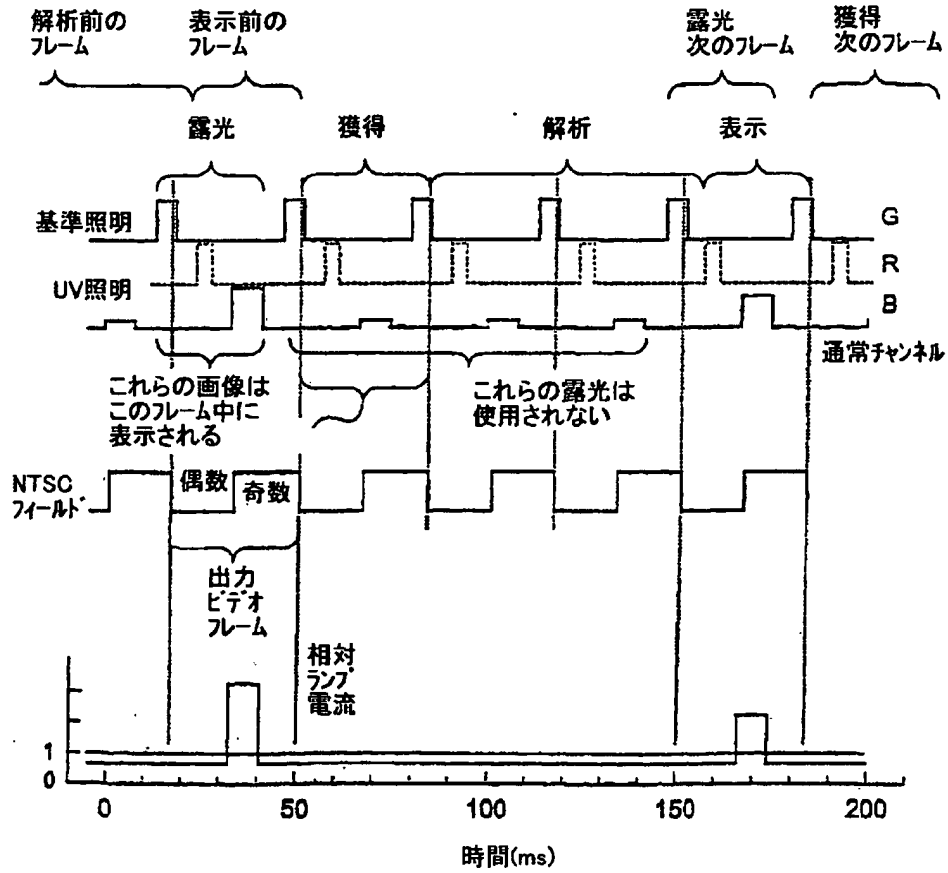 解析前の
フレーム
表示前の
フレーム
露光
次のフレーム
獲得
次のフレーム
露光
獲得
解析
表示
基準照明
G
R
UV照明
B
通常チャンネル
これらの画像は
このフレーム中に
表示される
これらの露光は
使用されない
NTSC
フィールド
偶数
奇数
出力
ビデオ
フレーム
相対
ランプ
電流
1
0
0
50
100
150
200
時間(ms)